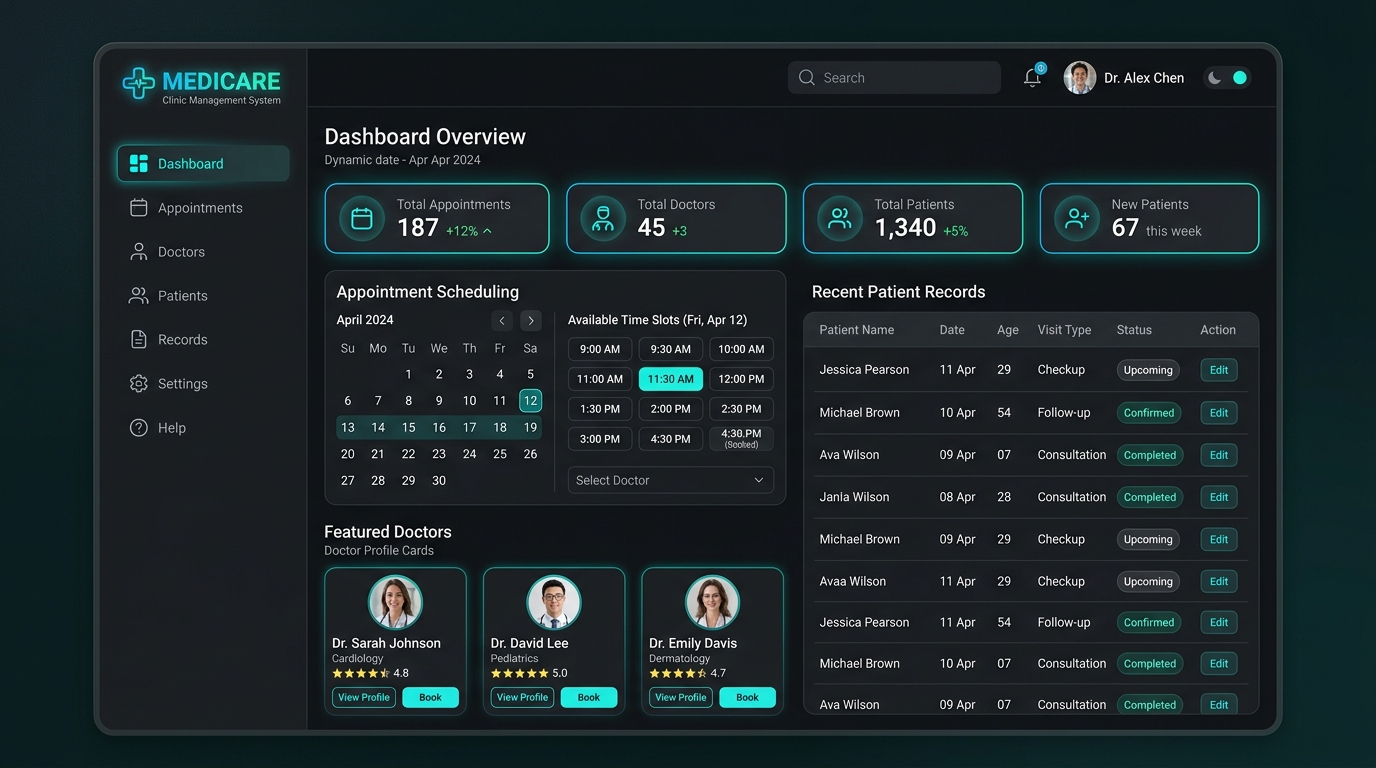 MEDICARE
Clinic Management System
Search
Dr. Alex Chen
Dashboard
Appointments
Doctors
Patients
Records
Settings
Help
Dashboard Overview
Dynamic date - Apr Apr 2024
Total Appointments
187 +12%
Total Doctors
45 +3
Total Patients
1,340 +5%
New Patients
67 this week
Appointment Scheduling
April 2024
Su Mo Tu We Th Fr Sa
1 2 3 4 5
6 7 8 9 10 11 12
13 14 15 16 17 18 19
20 21 22 23 24 25 26
27 28 29 30
Available Time Slots (Fri, Apr 12)
9:00 AM 9:30 AM 10:00 AM
11:00 AM 11:30 AM 12:00 PM
1:30 PM 2:00 PM 2:30 PM
3:00 PM 4:30 PM 4:30.PM
Select Doctor
Featured Doctors
Doctor Profile Cards
Dr. Sarah Johnson
Cardiology
4.8
View Profile Book
Dr. David Lee
Pediatrics
5.0
View Profile Book
Dr. Emily Davis
Dermatology
4.7
View Profile Book
Recent Patient Records
Patient Name Date Age Visit Type Status Action
Jessica Pearson 11 Apr 29 Checkup Upcoming Edit
Michael Brown 10 Apr 54 Follow-up Confirmed Edit
Ava Wilson 09 Apr 07 Consultation Completed Edit
Janla Wilson 08 Apr 28 Consultation Completed Edit
Michael Brown 09 Apr 29 Checkup Upcoming Edit
Avaa Wilson 11 Apr 29 Checkup Upcoming Edit
Jessica Pearson 11 Apr 54 Follow-up Confirmed Edit
Michael Brown 10 Apr 07 Consultation Completed Edit
Ava Wilson 09 Apr 07 Consultation Completed Edit